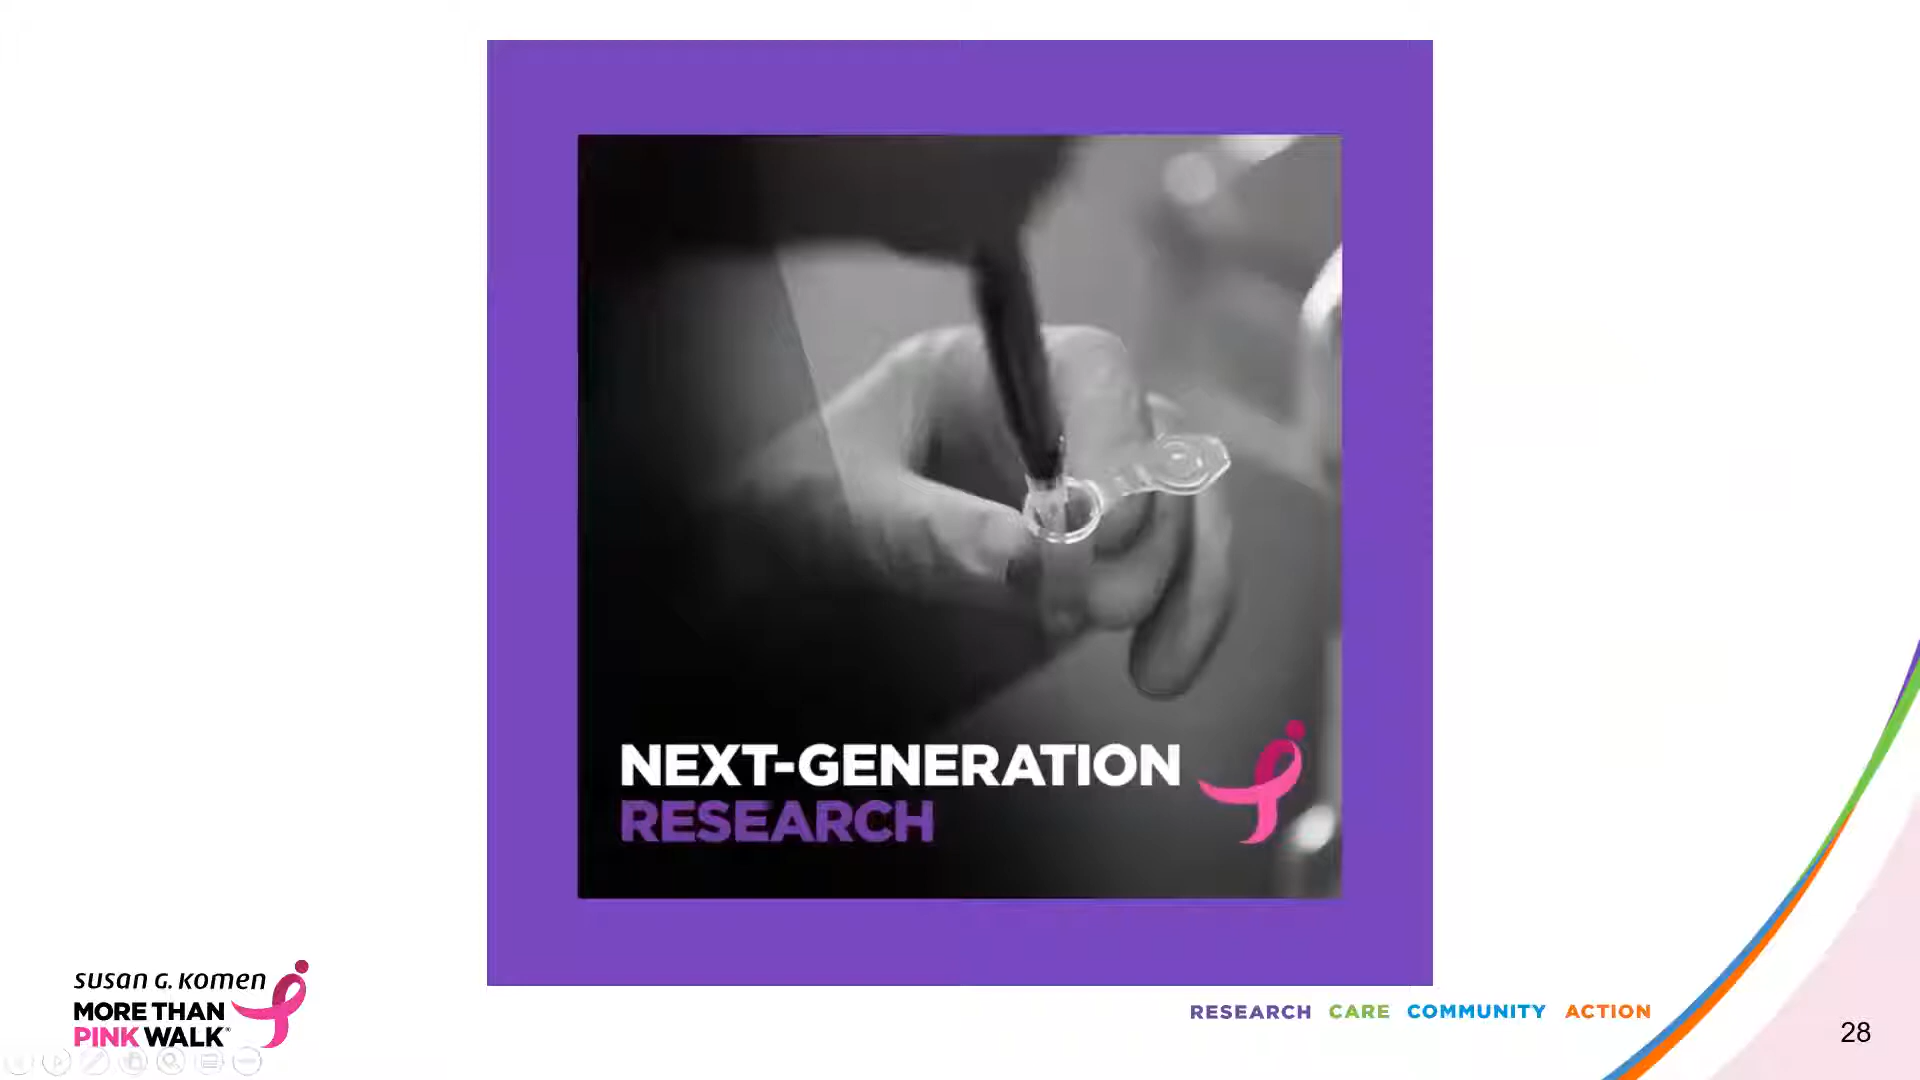 NEXT-GENERATION
RESEARCH
susan G. komen
MORE THAN
PINK WALK®
RESEARCH CARE COMMUNITY ACTION
28